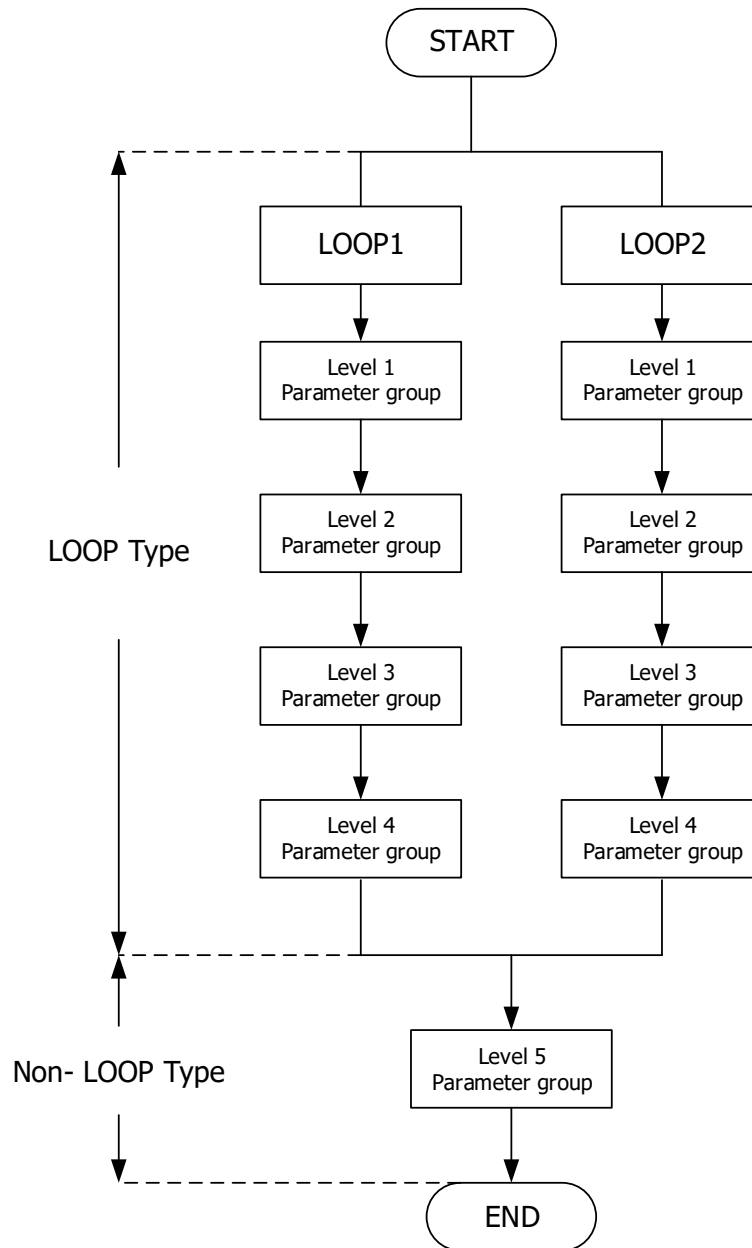 START
LOOP1
LOOP2
Level 1
Parameter group
Level 1
Parameter group
Level 2
Parameter group
Level 2
Parameter group
LOOP Type
Level 3
Parameter group
Level 3
Parameter group
Level 4
Parameter group
Level 4
Parameter group
Level 5
Parameter group
Non- LOOP Type
END